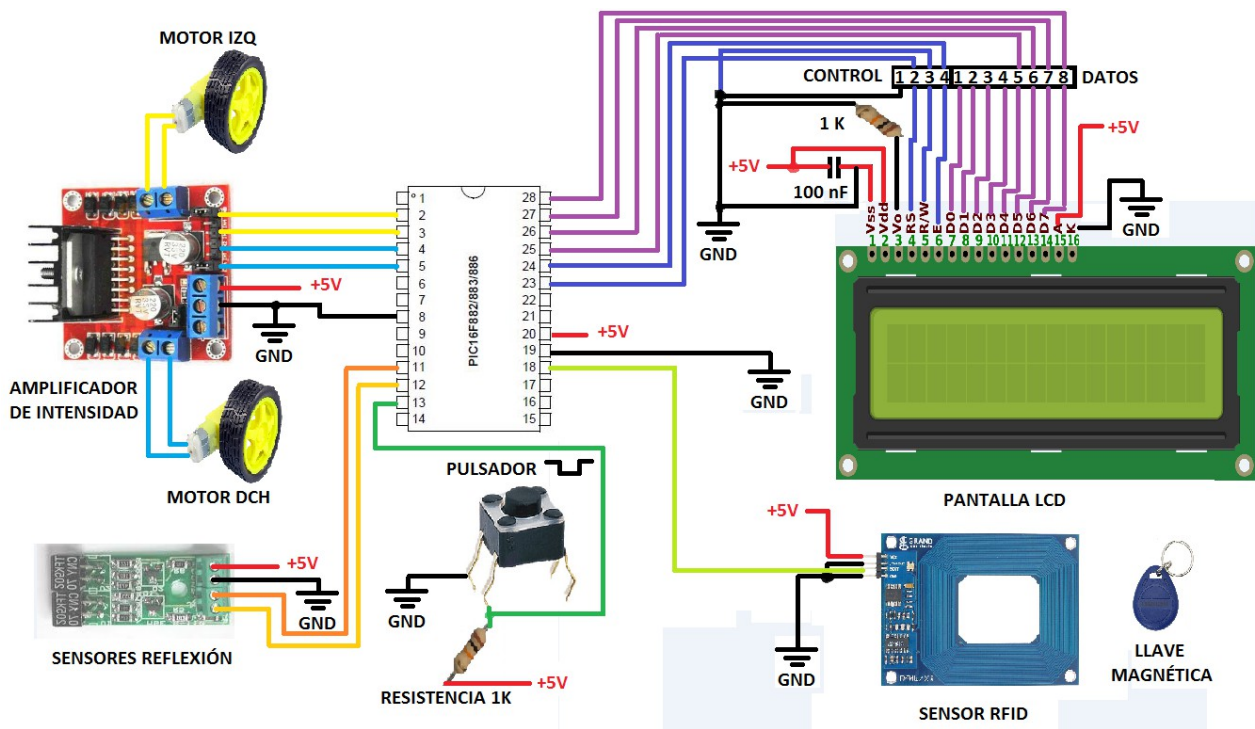 MOTOR IZQ
AMPLIFICADOR
DE INTENSIDAD
MOTOR DCH
+5V
GND
SENSORES REFLEXIÓN
+5V
GND
TRFS02 CNY 70
PIC16F882/883/886
1
2
3
4
5
6
7
8
9
10
11
12
13
14
28
27
26
25
24
23
22
21
20
19
18
17
16
15
+5V
GND
PULSADOR
GND
RESISTENCIA 1K
+5V
CONTROL 1 2 3 4 1 2 3 4 5 6 7 8 DATOS
1 K
+5V
100 nF
GND
+5V
GND
Vss Vdd Vo RS R/W E D0 D1 D2 D3 D4 D5 D6 D7 A K
1 2 3 4 5 6 7 8 9 10 11 12 13 14 15 16
PANTALLA LCD
+5V
GND
GRAND
SENSOR RFID
LLAVE
MAGNÉTICA